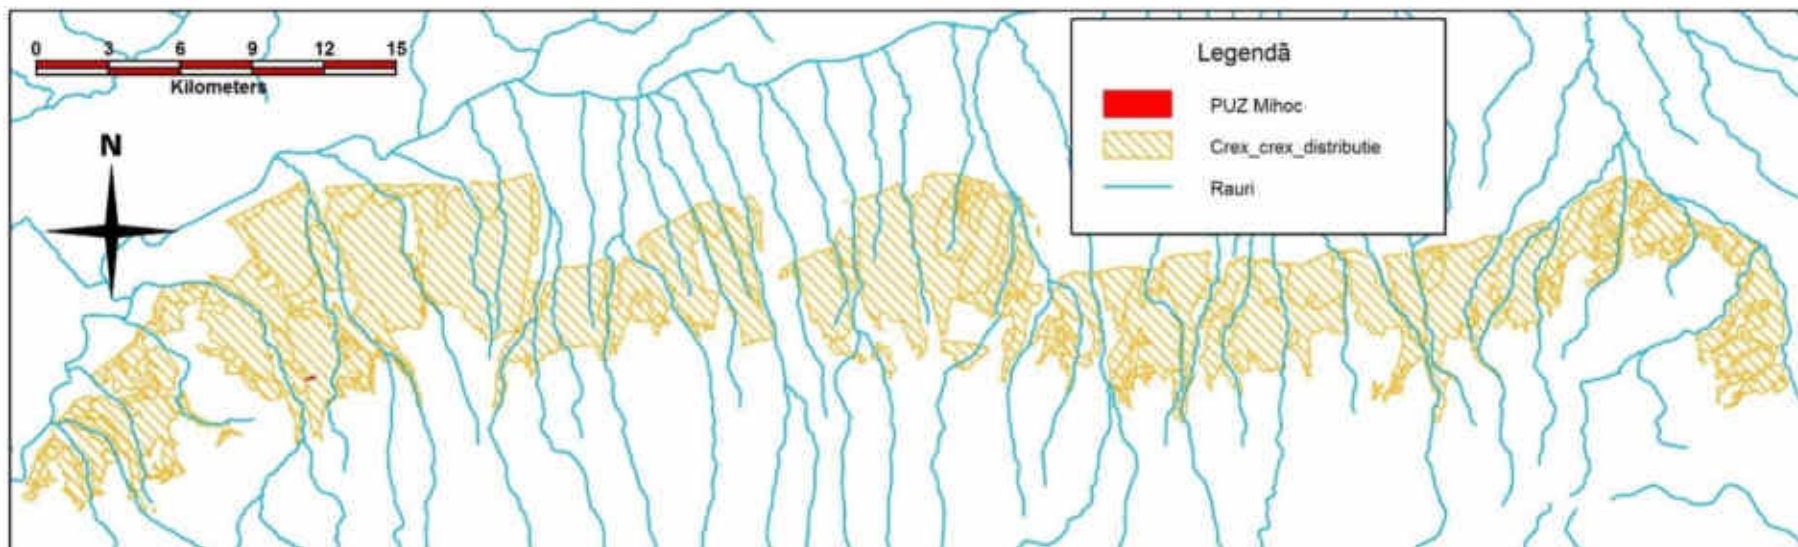 0 3 6 9 12 15
Kilometers
N
Legendă
PUZ Mihoc
Crex_crex_distributie
Rauri